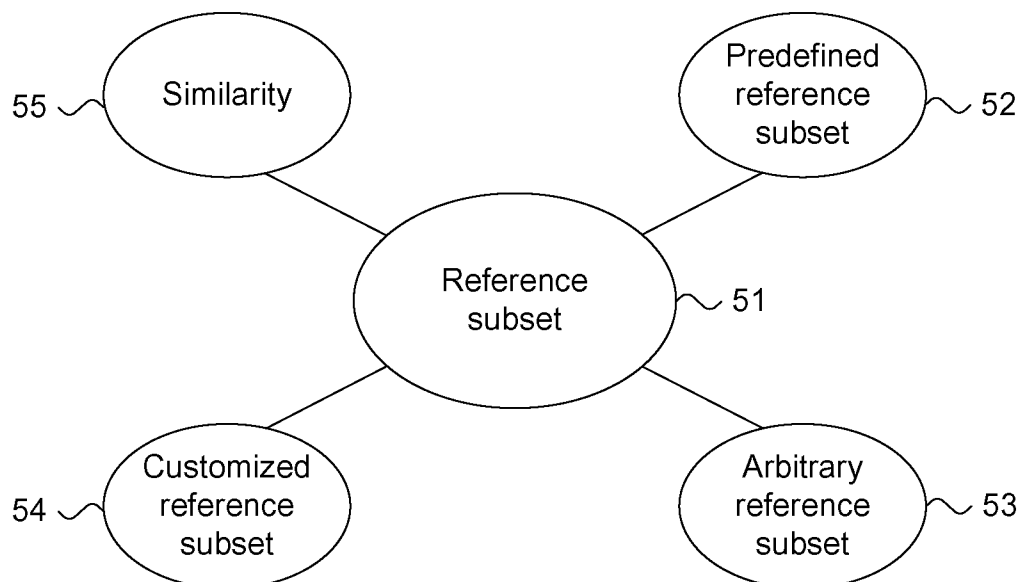 55
Similarity
Predefined
reference
subset
52
Reference
subset
51
54
Customized
reference
subset
Arbitrary
reference
subset
53